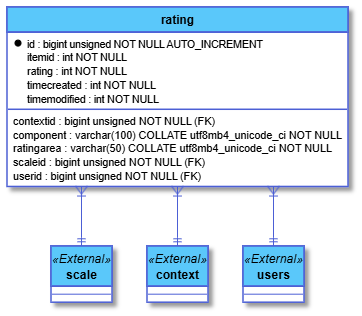 rating
id : bigint unsigned NOT NULL AUTO_INCREMENT
itemid : int NOT NULL
rating : int NOT NULL
timecreated : int NOT NULL
timemodified : int NOT NULL
contextid : bigint unsigned NOT NULL (FK)
component : varchar(100) COLLATE utf8mb4_unicode_ci NOT NULL
ratingarea : varchar(50) COLLATE utf8mb4_unicode_ci NOT NULL
scaleid : bigint unsigned NOT NULL (FK)
userid : bigint unsigned NOT NULL (FK)
«External»
scale
«External»
context
«External»
users